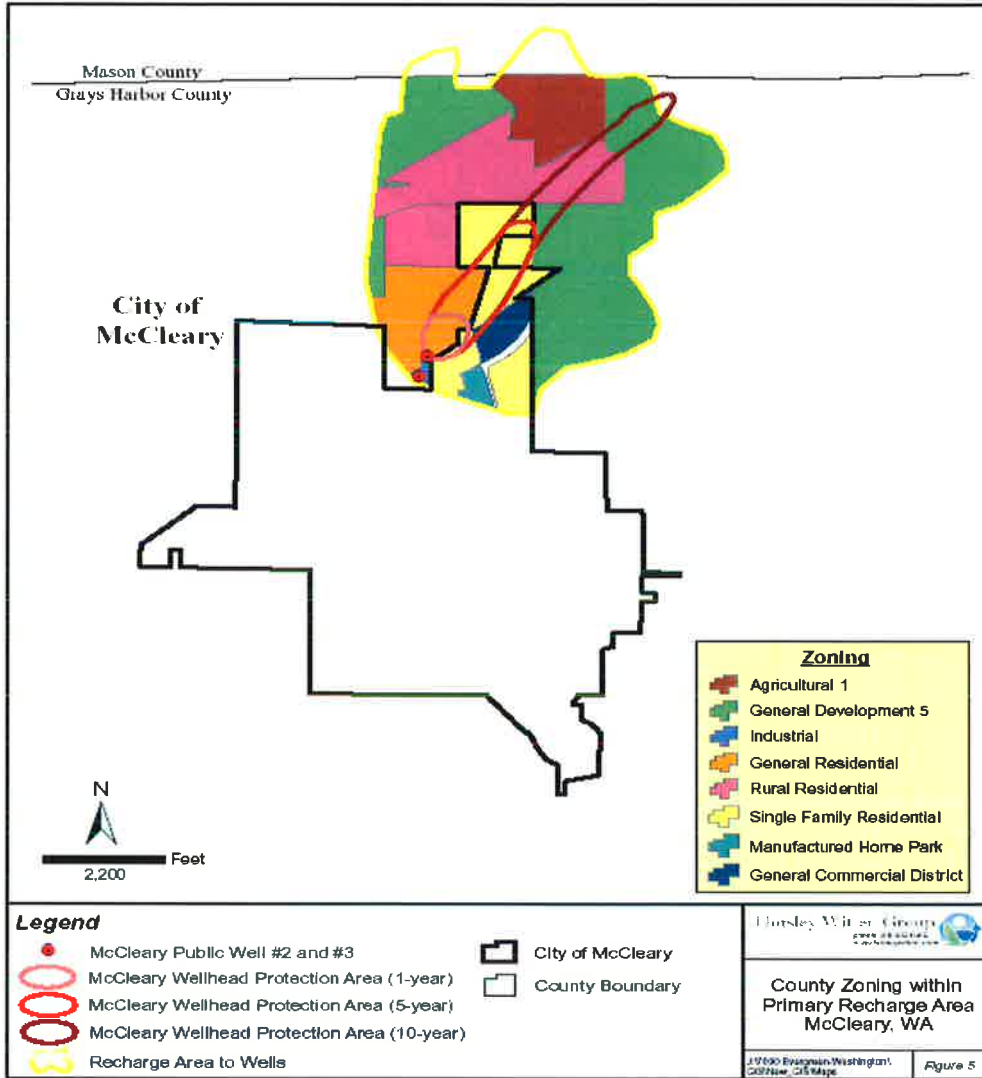 Mason County
Grays Harbor County
City of
McCleary
Zoning
Agricultural 1
General Development 5
Industrial
General Residential
Rural Residential
Single Family Residential
Manufactured Home Park
General Commercial District
N
Feet
2,200
Legend
McCleary Public Well #2 and #3
McCleary Wellhead Protection Area (1-year)
McCleary Wellhead Protection Area (5-year)
McCleary Wellhead Protection Area (10-year)
Recharge Area to Wells
City of McCleary
County Boundary
Group
County Zoning within
Primary Recharge Area
McCleary, WA
Evergreen-Washington\
Figure 5